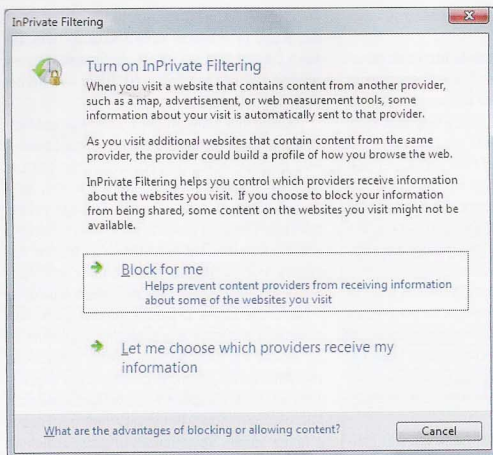 InPrivate Filtering
Turn on InPrivate Filtering
When you visit a website that contains content from another provider,
such as a map, advertisement, or web measurement tools, some
information about your visit is automatically sent to that provider.
As you visit additional websites that contain content from the same
provider, the provider could build a profile of how you browse the web.
InPrivate Filtering helps you control which providers receive information
about the websites you visit. If you choose to block your information
from being shared, some content on the websites you visit might not be
available.
Block for me
Helps prevent content providers from receiving information
about some of the websites you visit
Let me choose which providers receive my
information
What are the advantages of blocking or allowing content?
Cancel